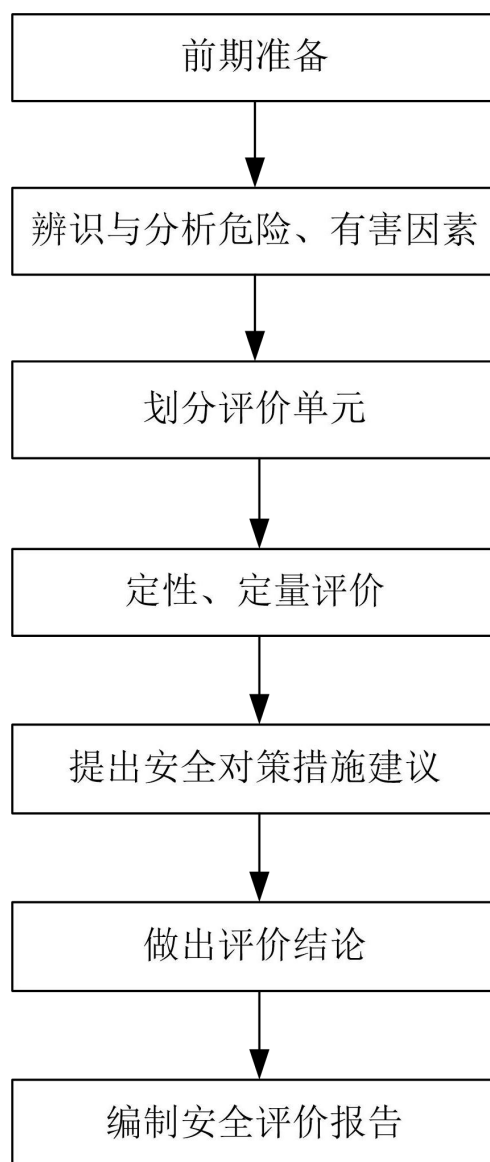 前期准备
辨识与分析危险、有害因素
划分评价单元
定性、定量评价
提出安全对策措施建议
做出评价结论
编制安全评价报告